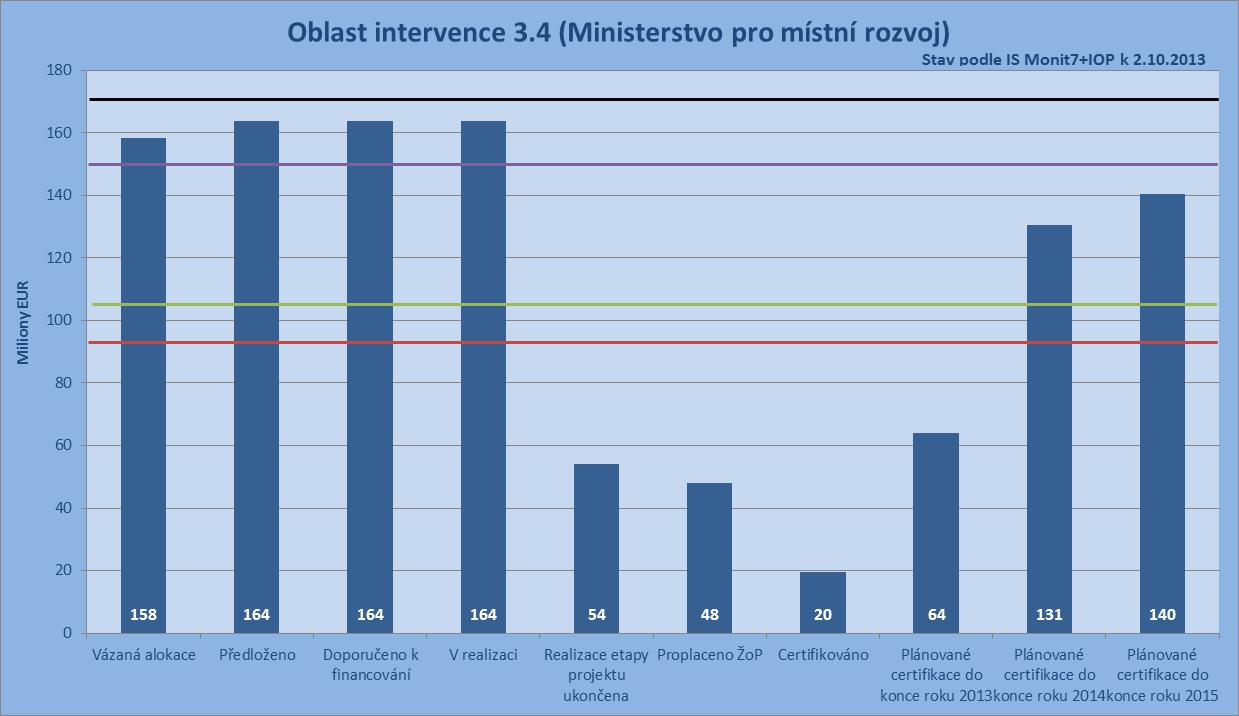 Oblast intervence 3.4 (Ministerstvo pro místní rozvoj)
Stav podle IS Monit7+IOP k 2.10.2013
Miliony EUR
180
160
140
120
100
80
60
40
20
0
158
164
164
164
54
48
20
64
131
140
Vázaná alokace
Předloženo
Doporučeno k
financování
V realizaci
Realizace etapy
projektu
ukončena
Proplaceno ŽoP
Certifikováno
Plánované
certifikace do
konce roku 2013
Plánované
certifikace do
konce roku 2014
Plánované
certifikace do
konce roku 2015